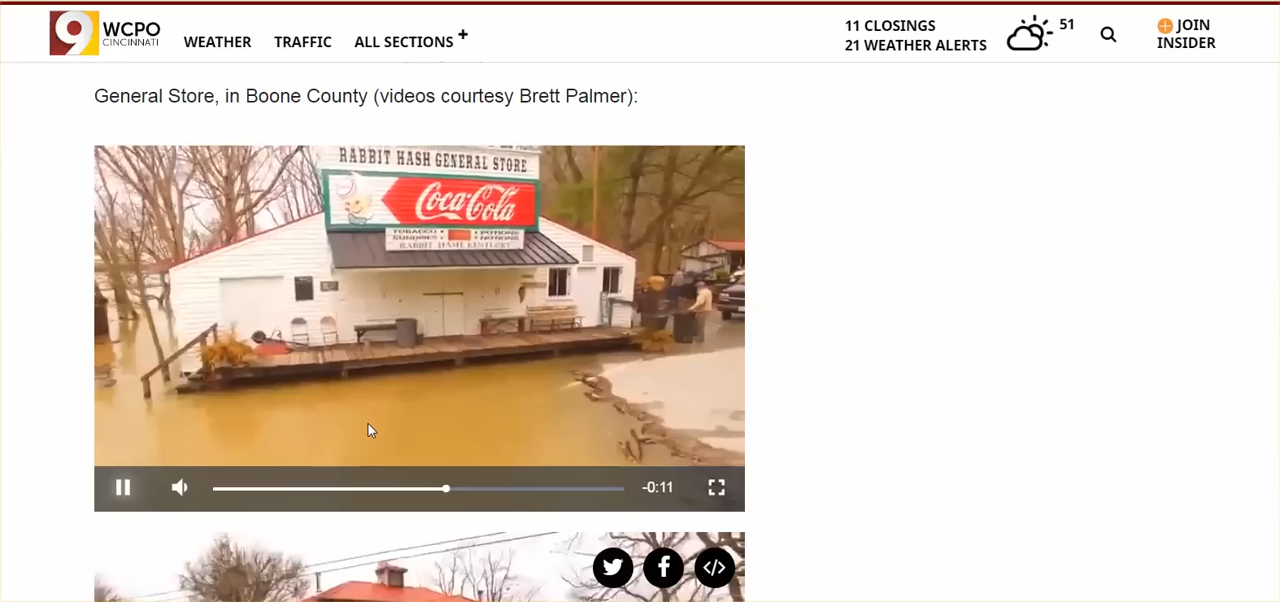 9 WCPO
CINCINNATI
WEATHER
TRAFFIC
ALL SECTIONS +
11 CLOSINGS
21 WEATHER ALERTS
51
JOIN
INSIDER
General Store, in Boone County (videos courtesy Brett Palmer):
RABBIT HASH GENERAL STORE
Coca-Cola
TOBACCO • POTIONS
SUNDRIES • NOTIONS
RABBIT HASH KENTUCKY
-0:11